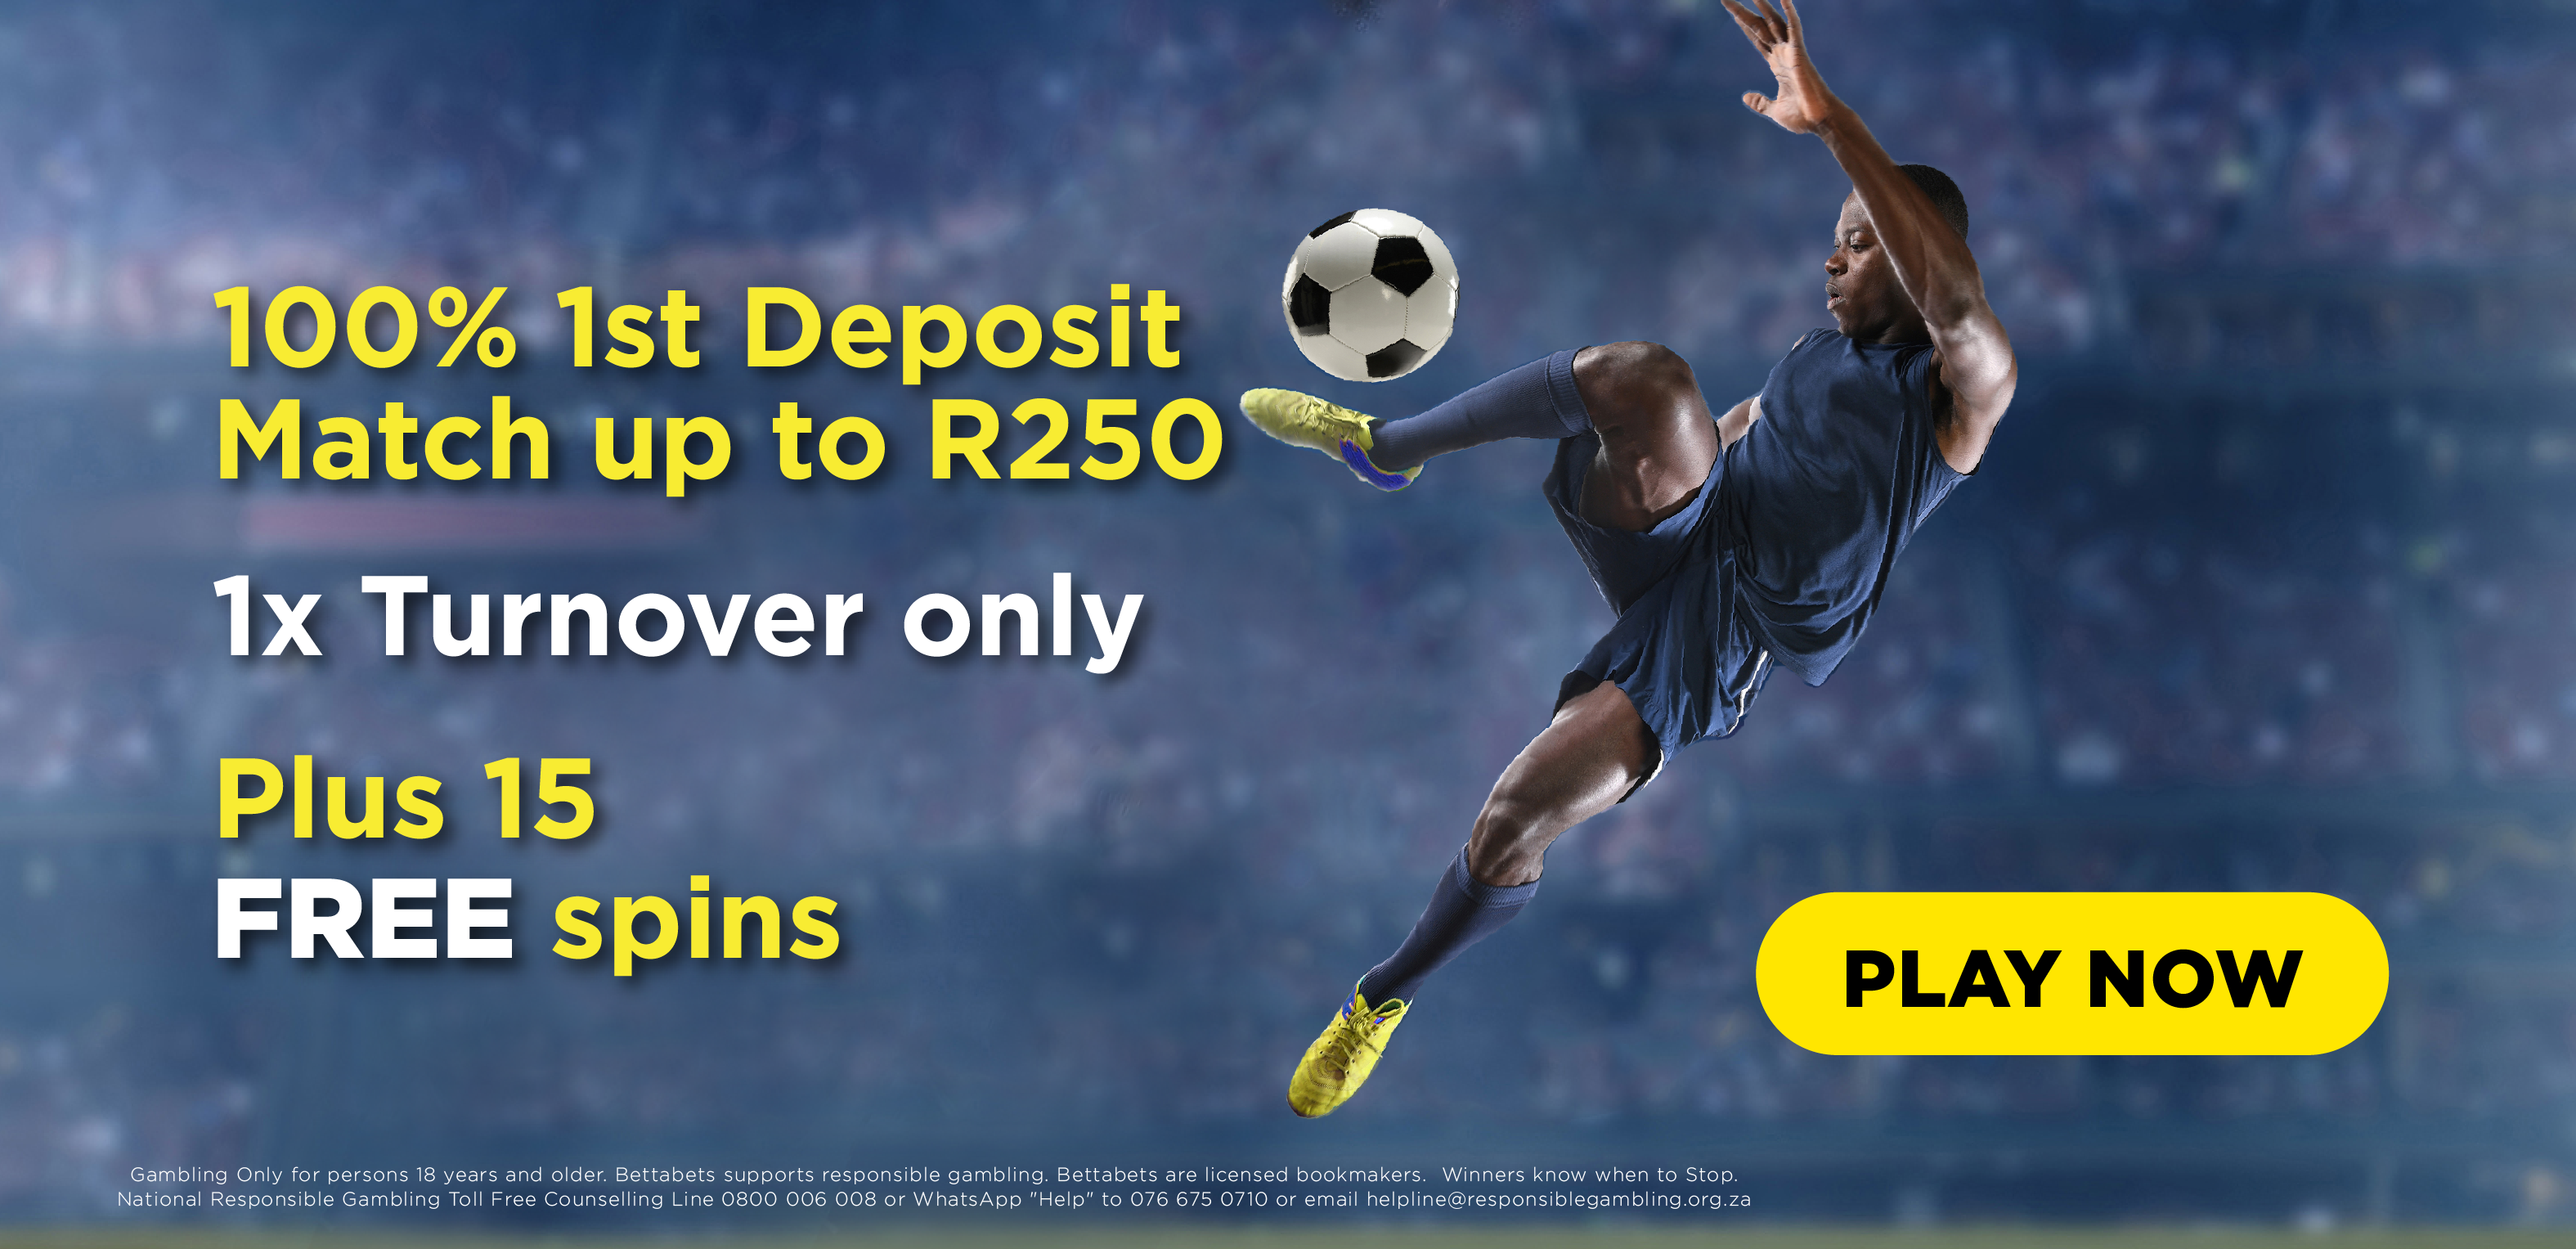 100% 1st Deposit
Match up to R250
1x Turnover only
Plus 15
FREE spins
PLAY NOW
Gambling Only for persons 18 years and older. Bettabets supports responsible gambling. Bettabets are licensed bookmakers.  Winners know when to Stop.
National Responsible Gambling Toll Free Counselling Line 0800 006 008 or WhatsApp "Help" to 076 675 0710 or email helpline@responsiblegambling.org.za